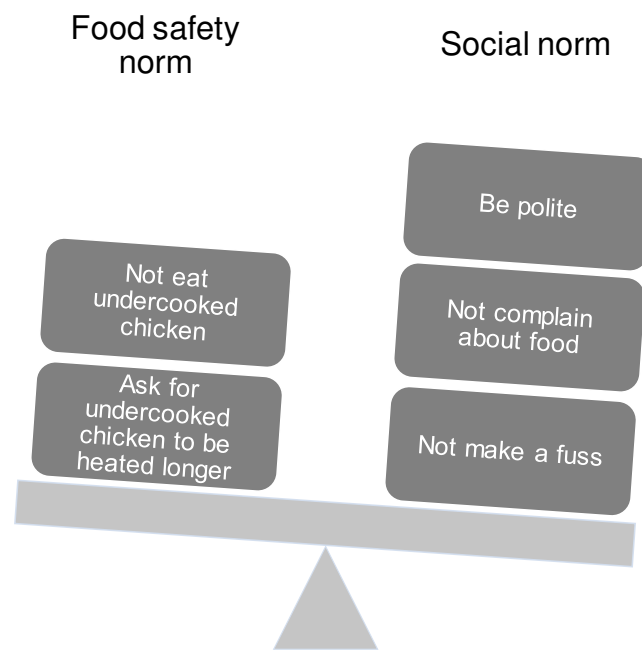 Food safety
norm
Social norm
Not eat
undercooked
chicken
Ask for
undercooked
chicken to be
heated longer
Be polite
Not complain
about food
Not make a fuss